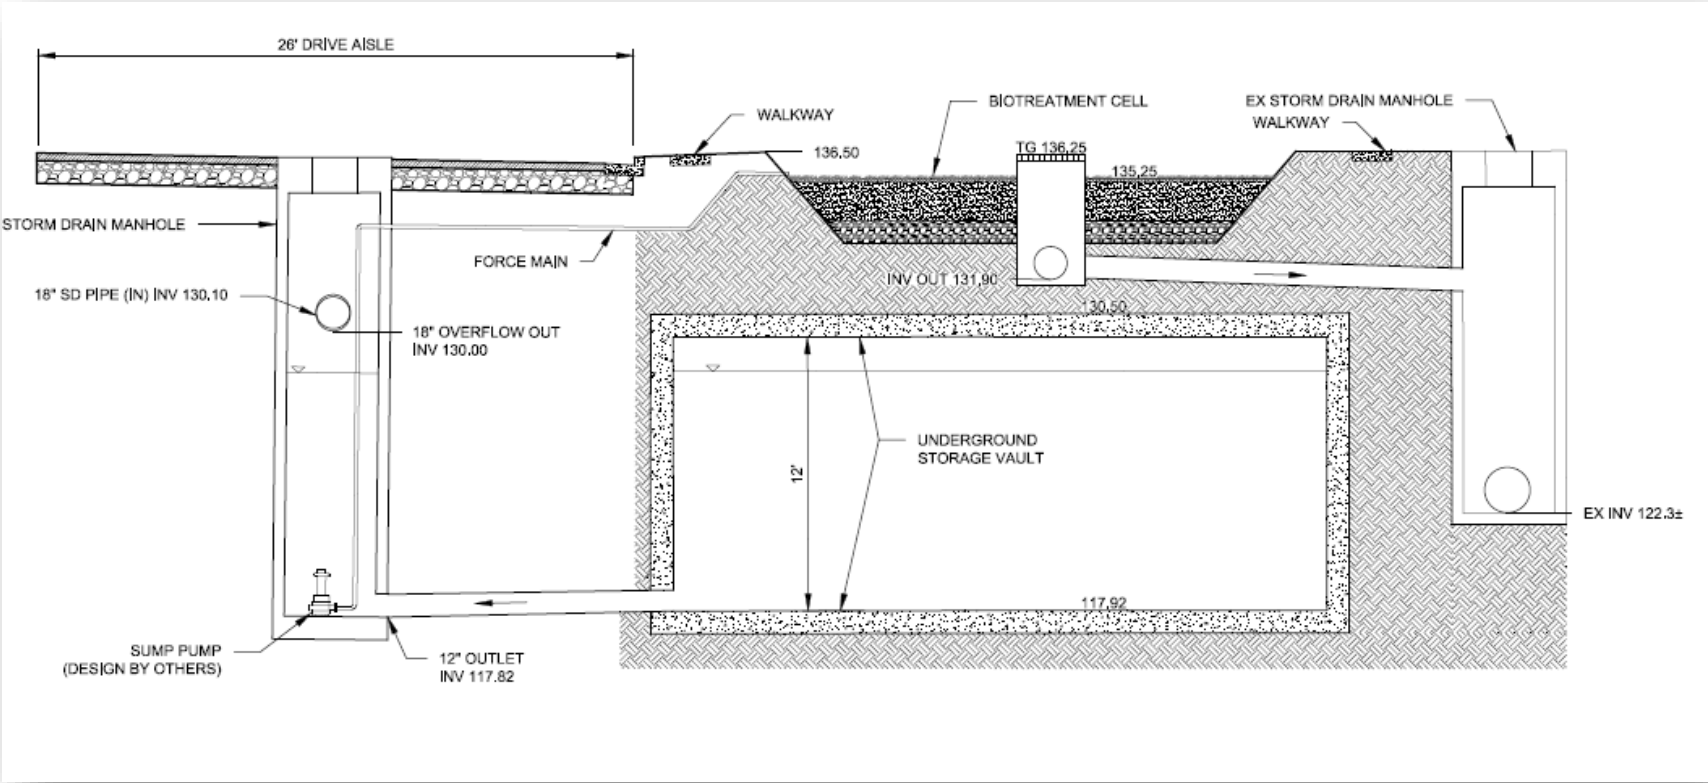 26' DRIVE AISLE
WALKWAY
BIOTREATMENT CELL
EX STORM DRAIN MANHOLE
WALKWAY
136.50
TG 136.25
135.25
STORM DRAIN MANHOLE
FORCE MAIN
INV OUT 131.90
18" SD PIPE (IN) INV 130.10
130.50
18" OVERFLOW OUT
INV 130.00
UNDERGROUND
STORAGE VAULT
12'
EX INV 122.3±
117.92
SUMP PUMP
(DESIGN BY OTHERS)
12" OUTLET
INV 117.82